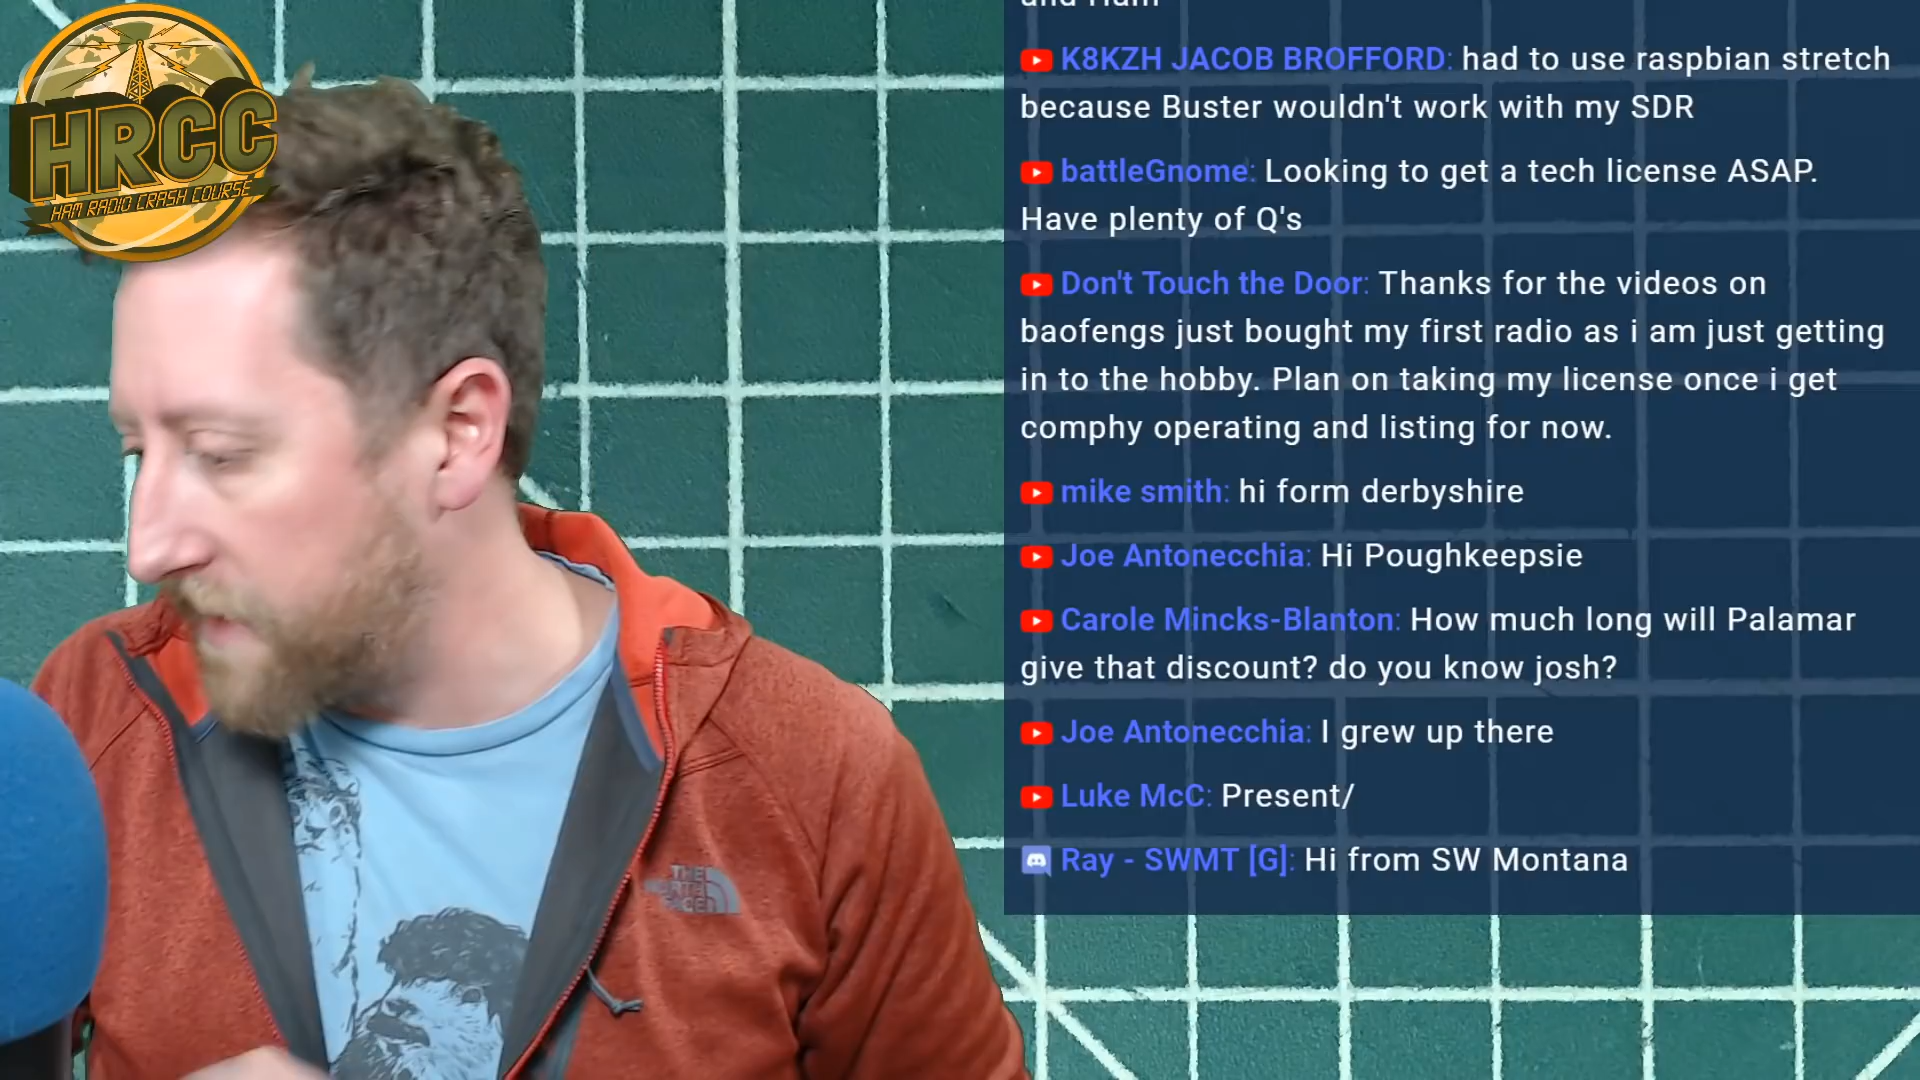 HRCC
HAM RADIO CRASH COURSE
and Ham
K8KZH JACOB BROFFORD: had to use raspbian stretch
because Buster wouldn't work with my SDR
battleGnome: Looking to get a tech license ASAP.
Have plenty of Q's
Don't Touch the Door: Thanks for the videos on
baofengs just bought my first radio as i am just getting
in to the hobby. Plan on taking my license once i get
comphy operating and listing for now.
mike smith: hi form derbyshire
Joe Antonecchia: Hi Poughkeepsie
Carole Mincks-Blanton: How much long will Palamar
give that discount? do you know josh?
Joe Antonecchia: I grew up there
Luke McC: Present/
Ray - SWMT [G]: Hi from SW Montana
THE
NORTH
FACE